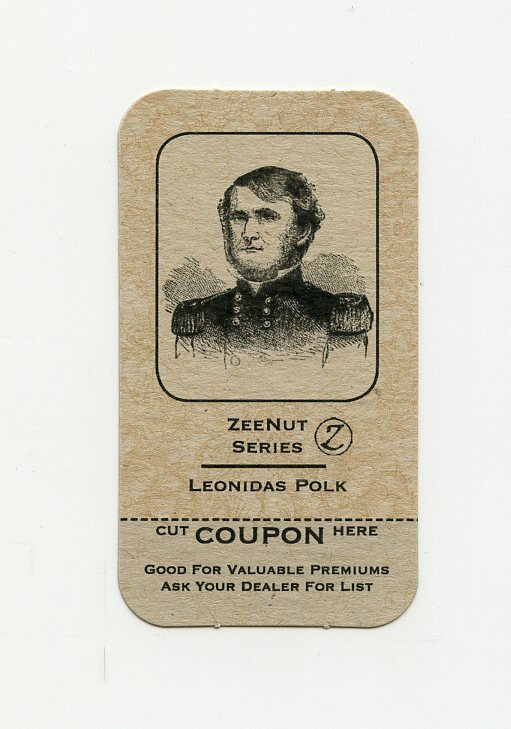 ZeeNut
Series Z
Leonidas Polk
Cut COUPON Here
Good For Valuable Premiums
Ask Your Dealer For List